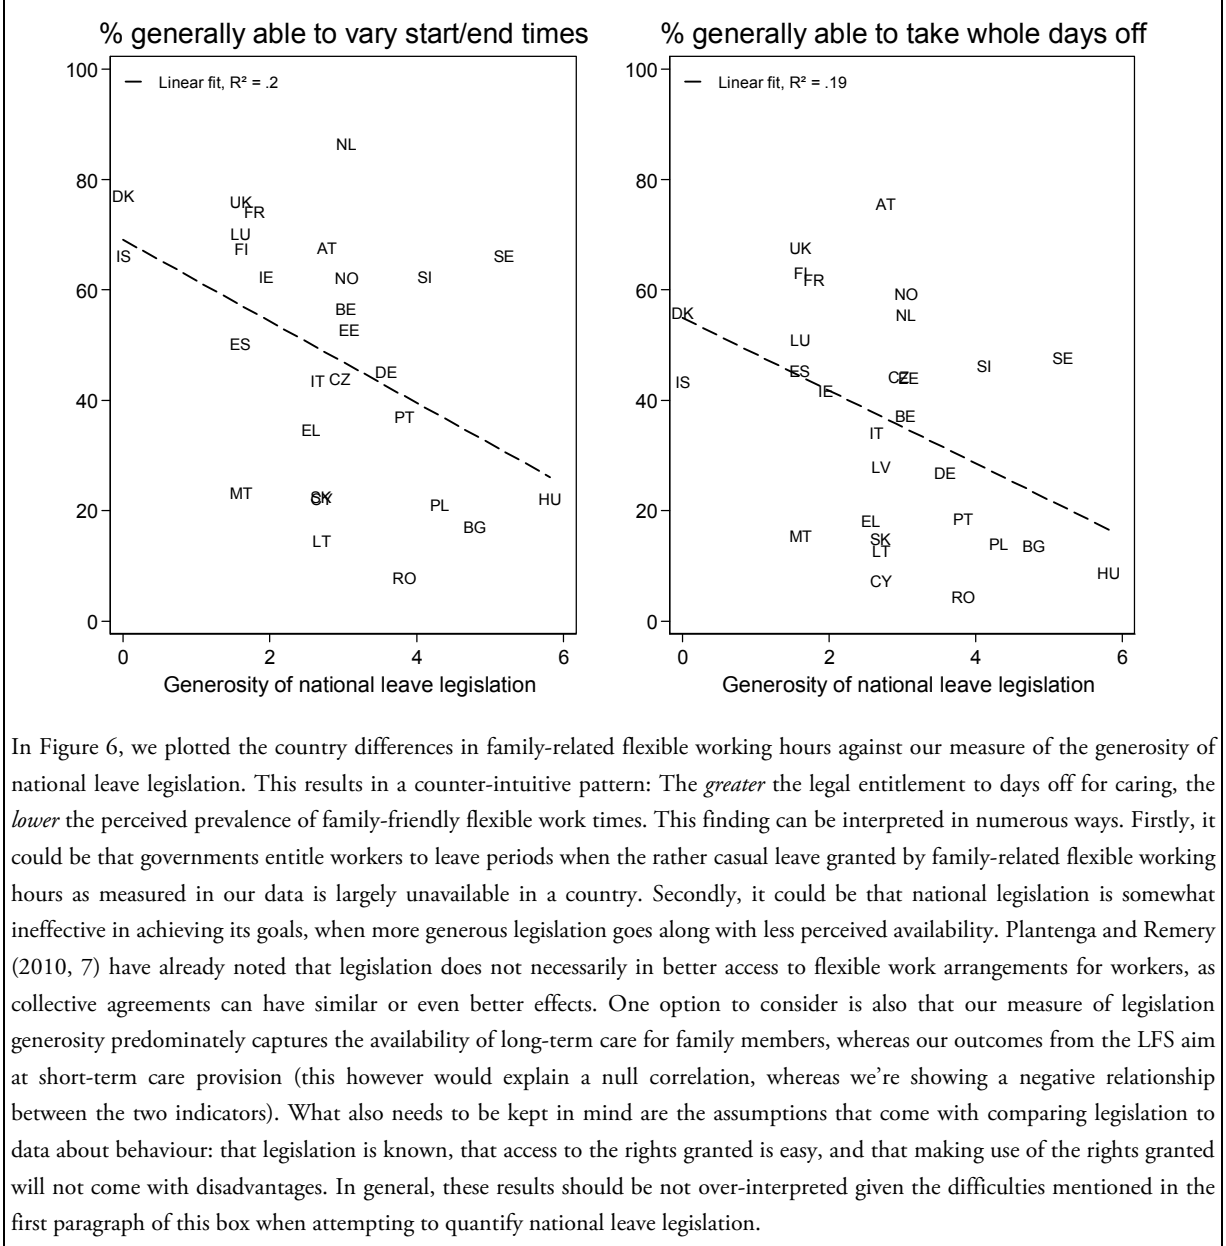 % generally able to vary start/end times
% generally able to take whole days off
Linear fit, R² = .2
Linear fit, R² = .19
100
80
60
40
20
0
0 2 4 6
Generosity of national leave legislation
NL
DK
UK
FR
LU
FI
IS
AT
SE
IE
NO
SI
BE
EE
ES
DE
IT
CZ
PT
EL
MT
SK
CY
HU
PL
BG
LT
RO
100
80
60
40
20
0
0 2 4 6
Generosity of national leave legislation
AT
UK
FI
FR
NO
DK
NL
LU
SE
SI
ES
CZ
EE
IS
IE
BE
IT
LV
DE
EL
PT
MT
SK
LT
PL
BG
HU
CY
RO
In Figure 6, we plotted the country differences in family-related flexible working hours against our measure of the generosity of
national leave legislation. This results in a counter-intuitive pattern: The greater the legal entitlement to days off for caring, the
lower the perceived prevalence of family-friendly flexible work times. This finding can be interpreted in numerous ways. Firstly, it
could be that governments entitle workers to leave periods when the rather casual leave granted by family-related flexible working
hours as measured in our data is largely unavailable in a country. Secondly, it could be that national legislation is somewhat
ineffective in achieving its goals, when more generous legislation goes along with less perceived availability. Plantenga and Remery
(2010, 7) have already noted that legislation does not necessarily in better access to flexible work arrangements for workers, as
collective agreements can have similar or even better effects. One option to consider is also that our measure of legislation
generosity predominately captures the availability of long-term care for family members, whereas our outcomes from the LFS aim
at short-term care provision (this however would explain a null correlation, whereas we're showing a negative relationship
between the two indicators). What also needs to be kept in mind are the assumptions that come with comparing legislation to
data about behaviour: that legislation is known, that access to the rights granted is easy, and that making use of the rights granted
will not come with disadvantages. In general, these results should be not over-interpreted given the difficulties mentioned in the
first paragraph of this box when attempting to quantify national leave legislation.